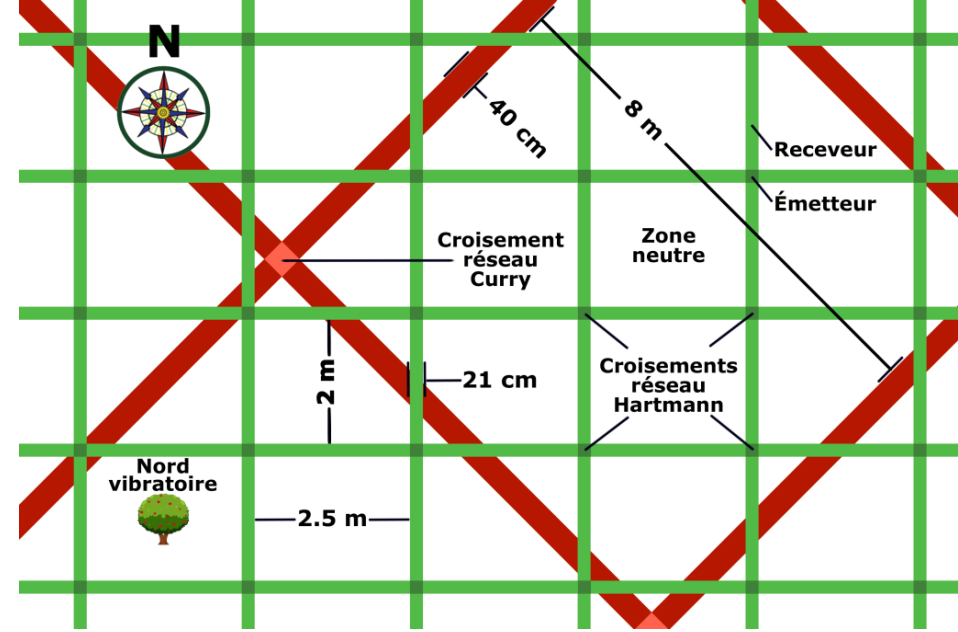 N
40 cm
8 m
Receveur
Émetteur
Croisement
réseau
Curry
Zone
neutre
2 m
21 cm
Croisements
réseau
Hartmann
Nord
vibratoire
2.5 m